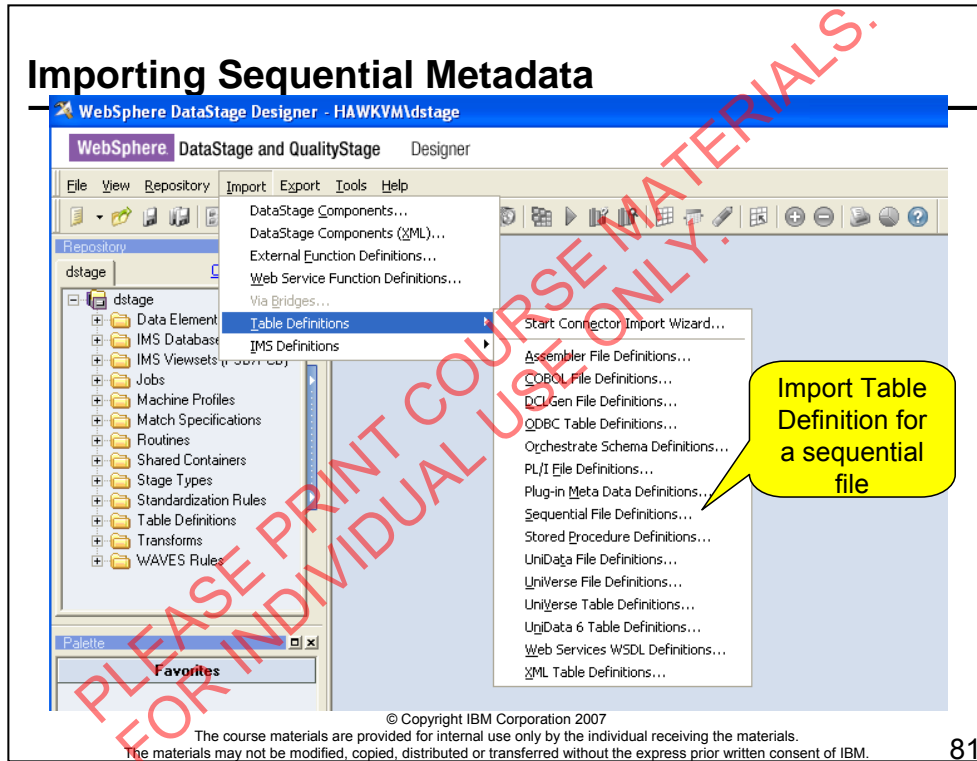 Importing Sequential Metadata
WebSphere DataStage Designer - HAWKVM\dstage
WebSphere. DataStage and QualityStage Designer
File View Repository Import Export Tools Help
Repository
dstage
dstage
Data Element
IMS Database
IMS Viewsets (PSB/PCB)
Jobs
Machine Profiles
Match Specifications
Routines
Shared Containers
Stage Types
Standardization Rules
Table Definitions
Transforms
WAVES Rules
Palette
Favorites
DataStage Components...
DataStage Components (XML)...
External Function Definitions...
Web Service Function Definitions...
Via Bridges...
Table Definitions
IMS Definitions
Start Connector Import Wizard...
Assembler File Definitions...
COBOL File Definitions...
DCLGen File Definitions...
ODBC Table Definitions...
Orchestrate Schema Definitions...
PL/I File Definitions...
Plug-in Meta Data Definitions...
Sequential File Definitions...
Stored Procedure Definitions...
UniData File Definitions...
UniVerse File Definitions...
UniVerse Table Definitions...
UniData 6 Table Definitions...
Web Services WSDL Definitions...
XML Table Definitions...
Import Table
Definition for
a sequential
file
PLEASE PRINT COURSE MATERIALS.
FOR INDIVIDUAL USE ONLY.
© Copyright IBM Corporation 2007
The course materials are provided for internal use only by the individual receiving the materials.
The materials may not be modified, copied, distributed or transferred without the express prior written consent of IBM.
81